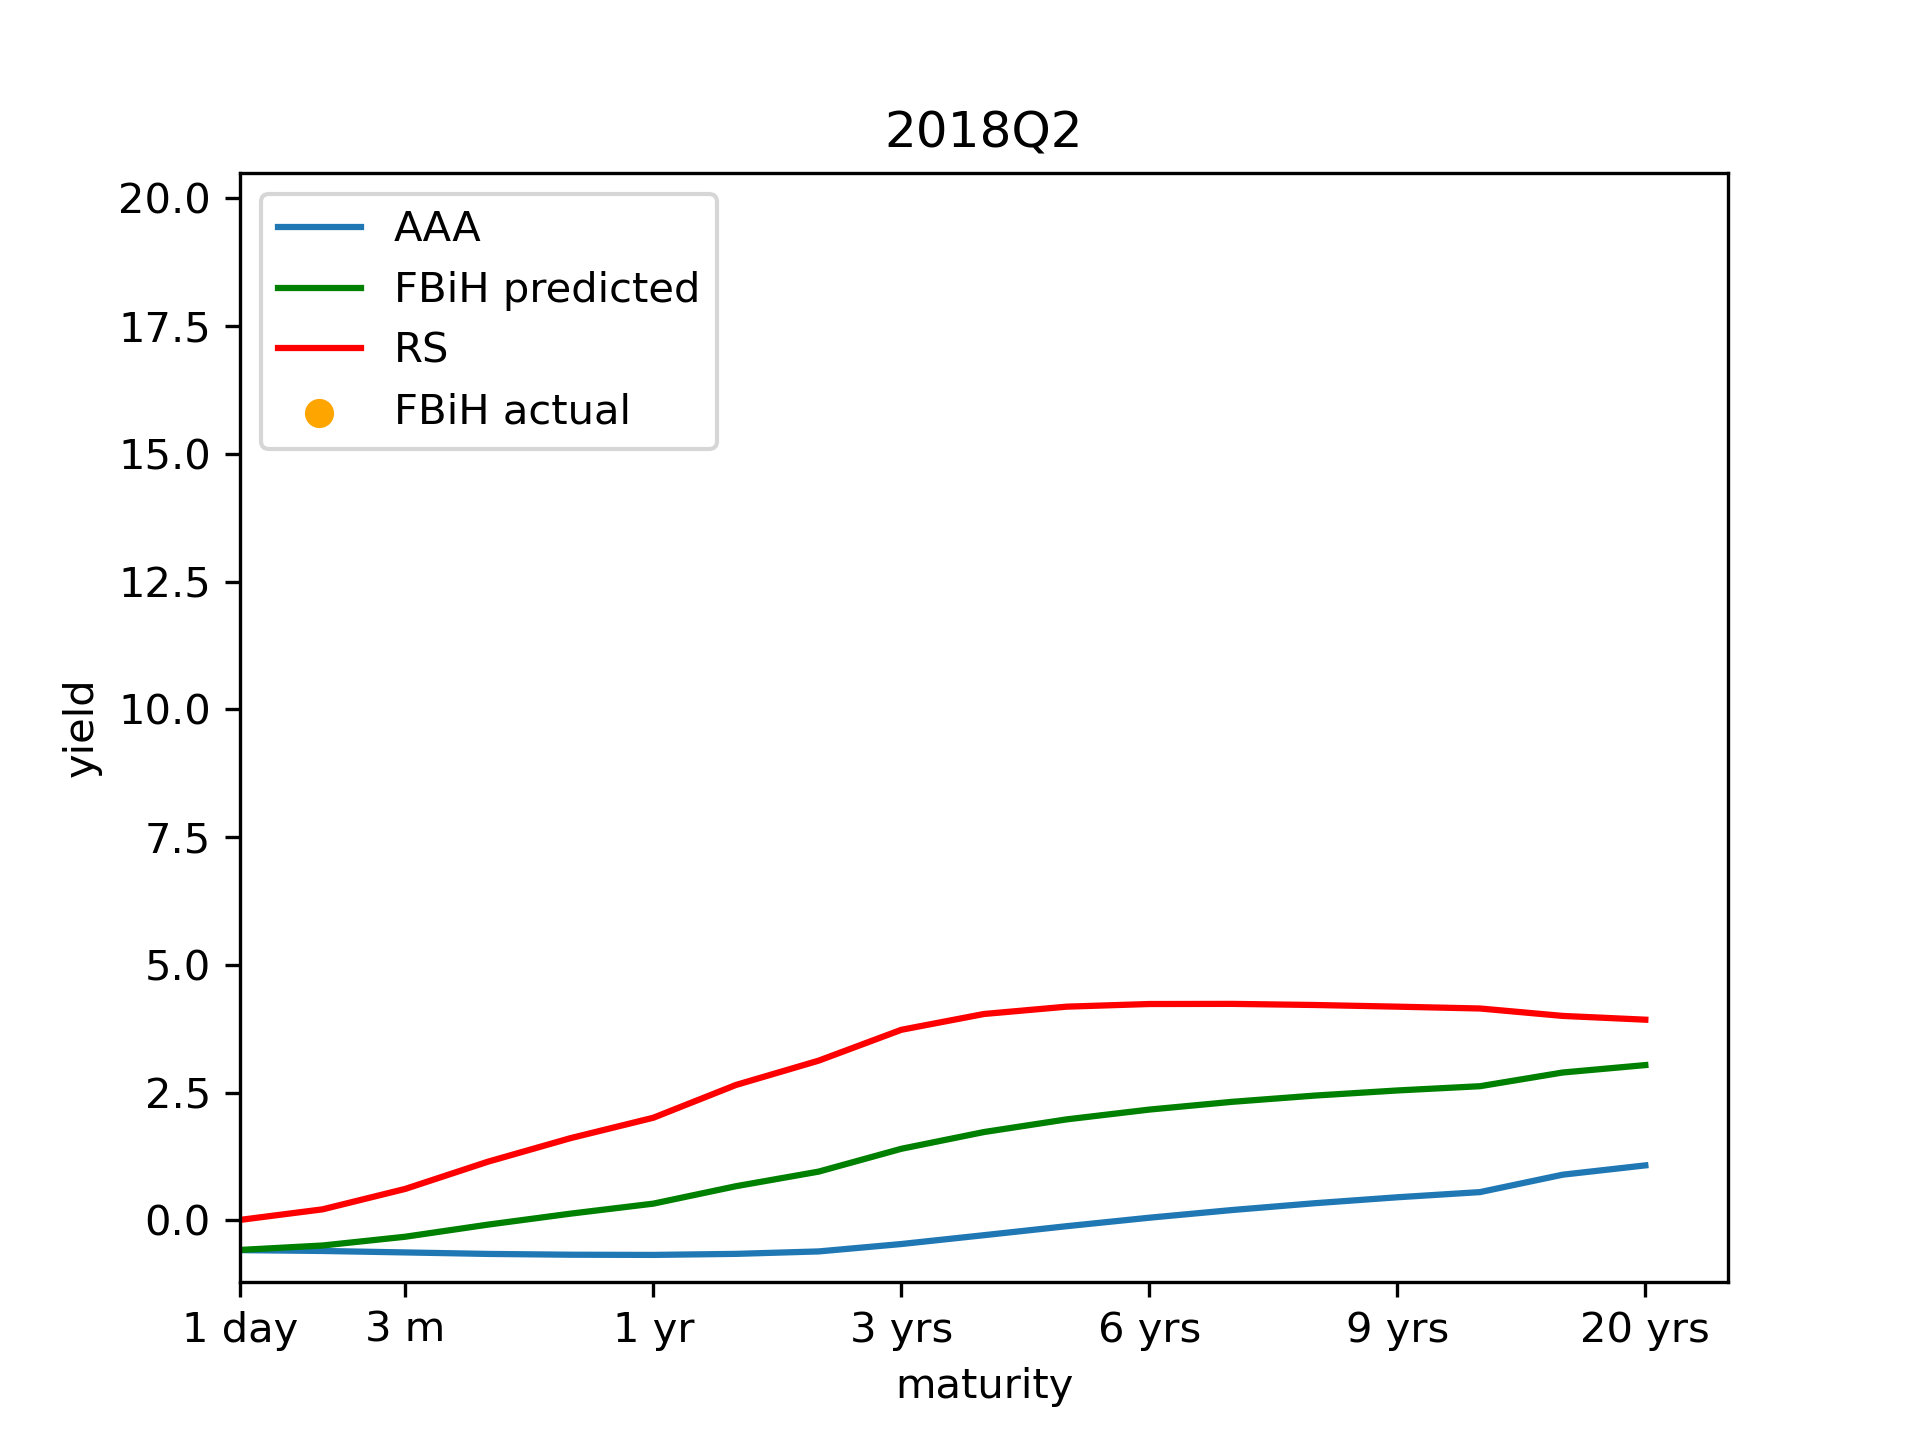 2018Q2
AAA
FBiH predicted
RS
FBiH actual
20.0
17.5
15.0
12.5
10.0
7.5
5.0
2.5
0.0
yield
1 day 3 m 1 yr 3 yrs 6 yrs 9 yrs 20 yrs
maturity